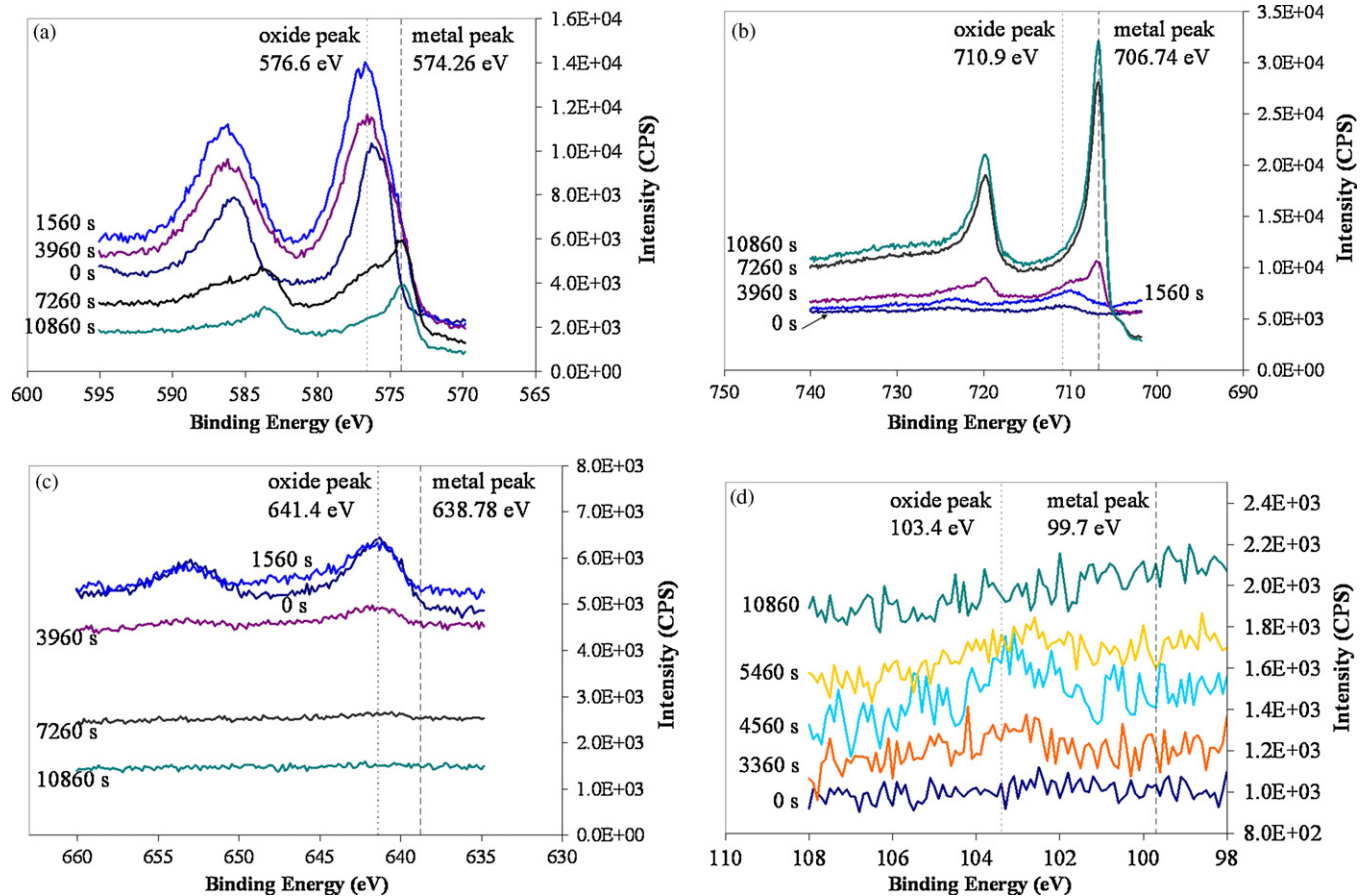 (a)
oxide peak
576.6 eV
metal peak
574.26 eV
1.6E+04
1.4E+04
1.2E+04
1.0E+04
8.0E+03
6.0E+03
4.0E+03
2.0E+03
0.0E+00
Intensity (CPS)
1560 s
3960 s
0 s
7260 s
10860 s
600
595
590
585
580
575
570
565
Binding Energy (eV)
(b)
oxide peak
710.9 eV
metal peak
706.74 eV
3.5E+04
3.0E+04
2.5E+04
2.0E+04
1.5E+04
1.0E+04
5.0E+03
0.0E+00
Intensity (CPS)
10860 s
7260 s
3960 s
1560 s
0 s
750
740
730
720
710
700
690
Binding Energy (eV)
(c)
oxide peak
641.4 eV
metal peak
638.78 eV
8.0E+03
7.0E+03
6.0E+03
5.0E+03
4.0E+03
3.0E+03
2.0E+03
1.0E+03
0.0E+00
Intensity (CPS)
1560 s
0 s
3960 s
7260 s
10860 s
660
655
650
645
640
635
630
Binding Energy (eV)
(d)
oxide peak
103.4 eV
metal peak
99.7 eV
2.4E+03
2.2E+03
2.0E+03
1.8E+03
1.6E+03
1.4E+03
1.2E+03
1.0E+03
8.0E+02
Intensity (CPS)
10860
5460 s
4560 s
3360 s
0 s
110
108
106
104
102
100
98
Binding Energy (eV)